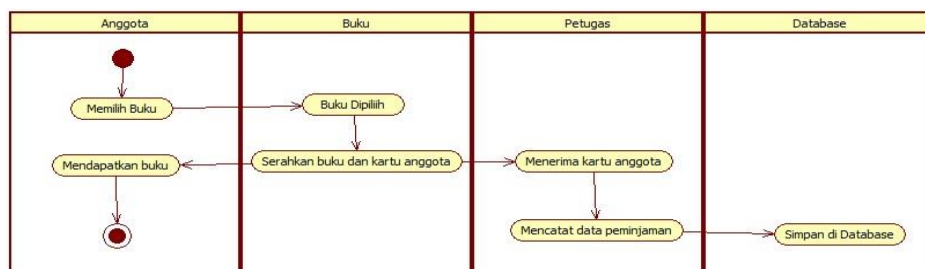 Anggota
Buku
Petugas
Database
Memilih Buku
Buku Dipiliih
Mendapatkan buku
Serahkan buku dan kartu anggota
Menerima kartu anggota
Mencatat data peminjaman
Simpan di Database